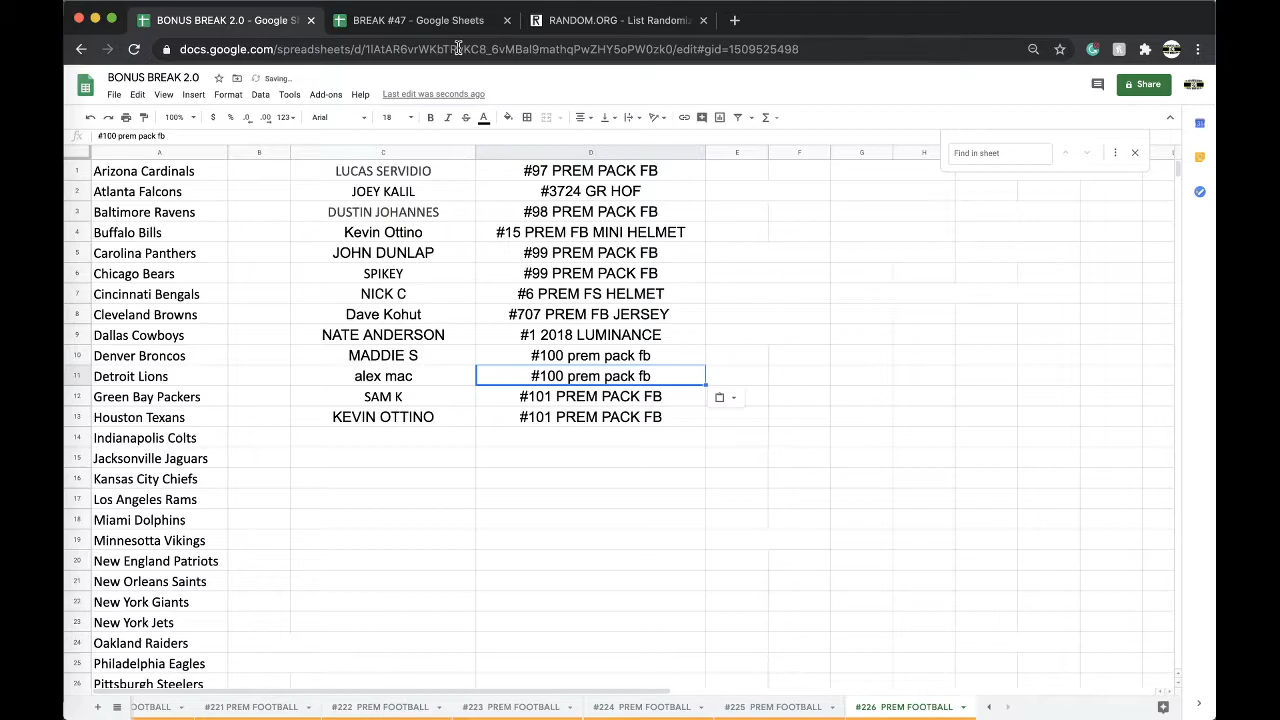 BONUS BREAK 2.0 - Google S
BREAK #47 - Google Sheets
RANDOM.ORG - List Randomiz
BONUS BREAK 2.0
Saving...
File Edit View Insert Format Data Tools Add-ons Help Last edit was seconds ago
Share
100% $ % .0 .00 123 Arial 18
#100 prem pack fb
Find in sheet
A B C D E F G H
1 Arizona Cardinals LUCAS SERVIDIO #97 PREM PACK FB
2 Atlanta Falcons JOEY KALIL #3724 GR HOF
3 Baltimore Ravens DUSTIN JOHANNES #98 PREM PACK FB
4 Buffalo Bills Kevin Ottino #15 PREM FB MINI HELMET
5 Carolina Panthers JOHN DUNLAP #99 PREM PACK FB
6 Chicago Bears SPIKEY #99 PREM PACK FB
7 Cincinnati Bengals NICK C #6 PREM FS HELMET
8 Cleveland Browns Dave Kohut #707 PREM FB JERSEY
9 Dallas Cowboys NATE ANDERSON #1 2018 LUMINANCE
10 Denver Broncos MADDIE S #100 prem pack fb
11 Detroit Lions alex mac #100 prem pack fb
12 Green Bay Packers SAM K #101 PREM PACK FB
13 Houston Texans KEVIN OTTINO #101 PREM PACK FB
14 Indianapolis Colts
15 Jacksonville Jaguars
16 Kansas City Chiefs
17 Los Angeles Rams
18 Miami Dolphins
19 Minnesotta Vikings
20 New England Patriots
21 New Orleans Saints
22 New York Giants
23 New York Jets
24 Oakland Raiders
25 Philadelphia Eagles
26 Pittsburgh Steelers
OOTBALL #221 PREM FOOTBALL #222 PREM FOOTBALL #223 PREM FOOTBALL #224 PREM FOOTBALL #225 PREM FOOTBALL #226 PREM FOOTBALL